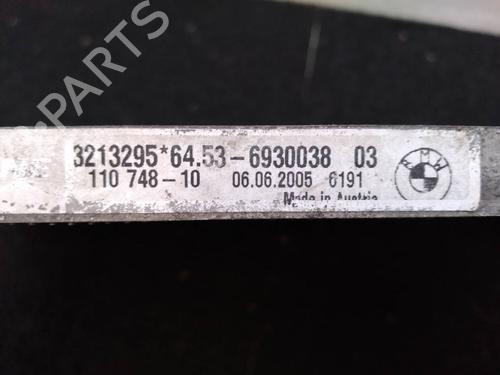 B-PARTS
3213295*64.53-6930038 03
110 748-10 06.06.2005 6191
BMW
Made in Austria